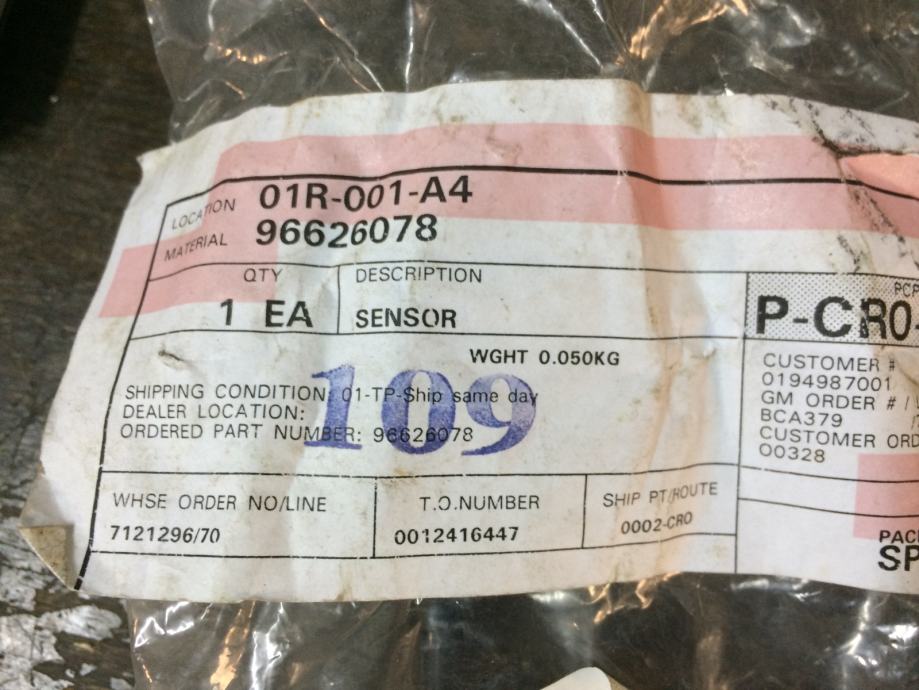 LOCATION 01R-001-A4
MATERIAL 96626078
QTY DESCRIPTION
1 EA SENSOR
WGHT 0.050KG
SHIPPING CONDITION: 01-TP-Ship same day
DEALER LOCATION:
ORDERED PART NUMBER: 96626078
109
WHSE ORDER NO/LINE T.O.NUMBER SHIP PT/ROUTE
7121296/70 0012416447 0002-CRO
P-CRO
CUSTOMER #
0194987001
GM ORDER # /
BCA379
CUSTOMER ORD
00328